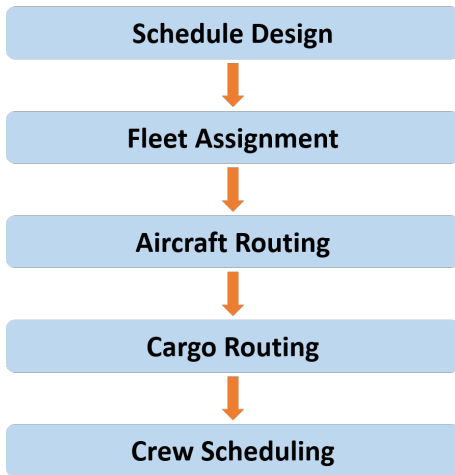 Schedule Design
Fleet Assignment
Aircraft Routing
Cargo Routing
Crew Scheduling